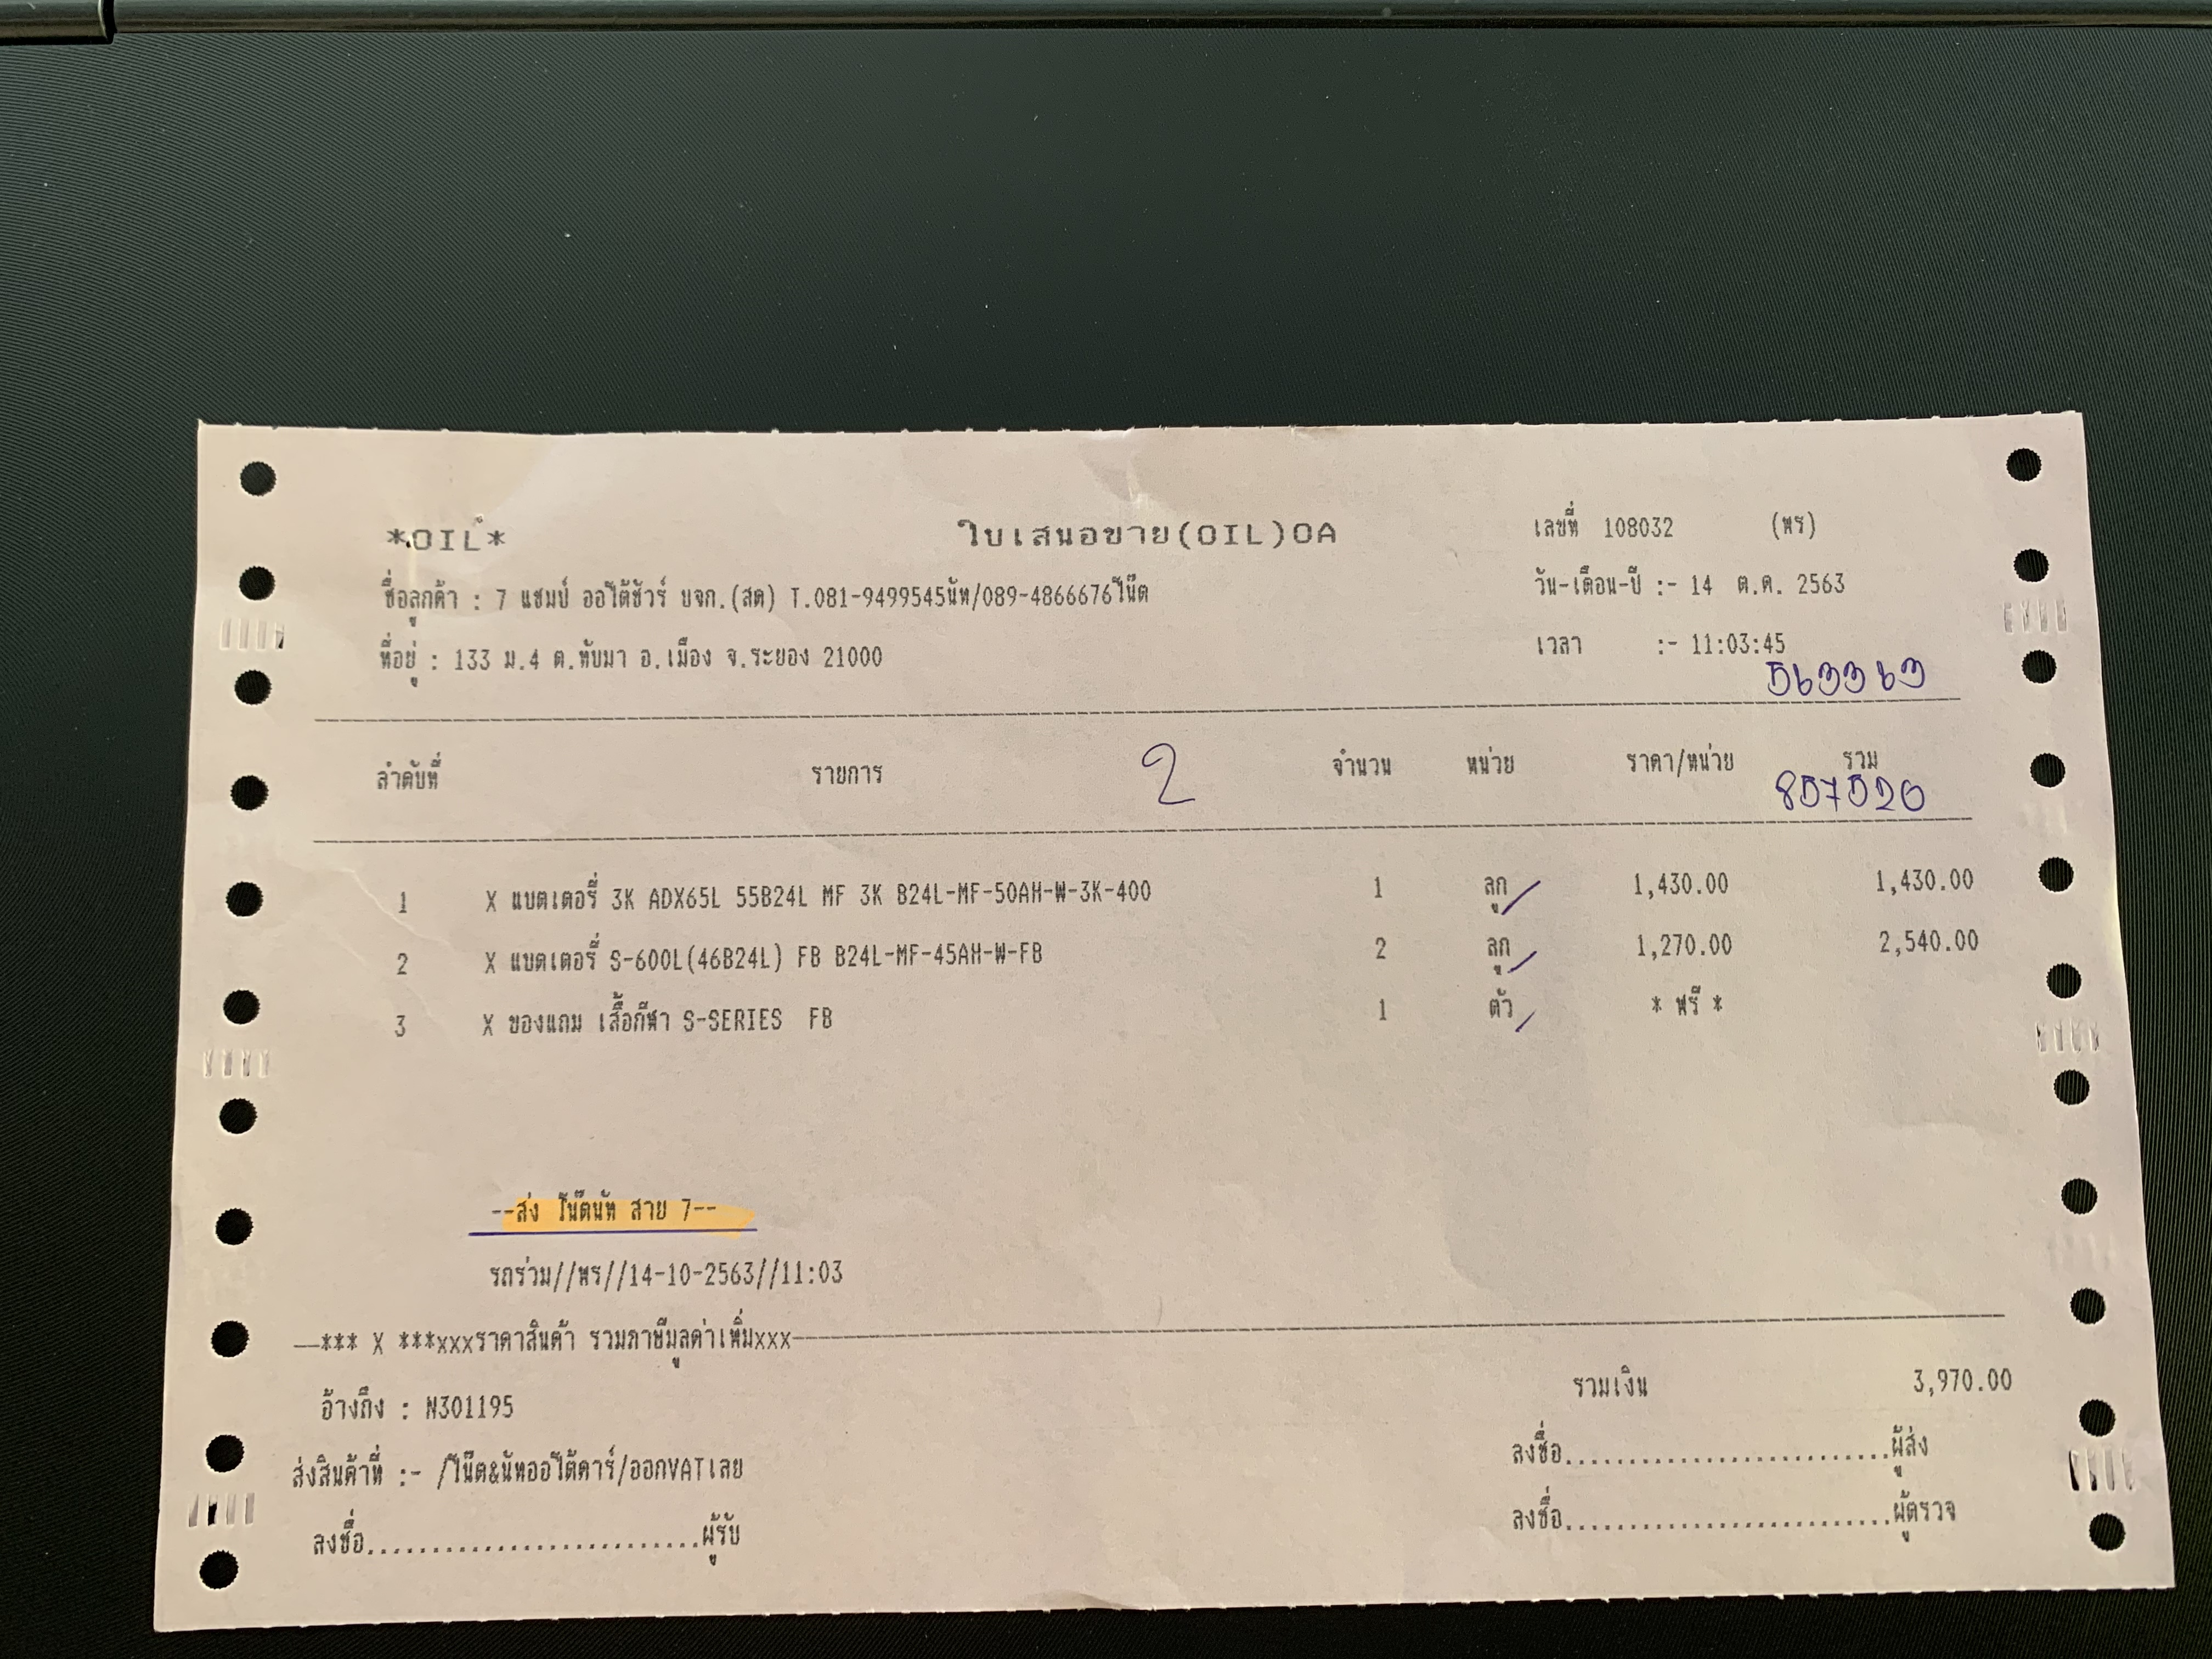 *OIL* ใบเสนอขาย(OIL)OA เลขที่ 108032 (พร)
ชื่อลูกค้า : 7 แชมป์ ออโต้ชัวร์ บจก.(สด) T.081-9499545นัท/089-4866676โน๊ต วัน-เดือน-ปี :- 14 ต.ค. 2563
ที่อยู่ : 133 ม.4 ต.ทับมา อ.เมือง จ.ระยอง 21000 เวลา :- 11:03:45
563363
ลำดับที่ รายการ 2 จำนวน หน่วย ราคา/หน่วย รวม
857520
1 X แบตเตอรี่ 3K ADX65L 55B24L MF 3K B24L-MF-50AH-W-3K-400 1 ลูก 1,430.00 1,430.00
2 X แบตเตอรี่ S-600L(46B24L) FB B24L-MF-45AH-W-FB 2 ลูก 1,270.00 2,540.00
3 X ของแถม เสื้อกีฬา S-SERIES FB 1 ตัว * ฟรี *
--ส่ง โน๊ตนัท สาย 7--
รถร่วม//พร//14-10-2563//11:03
*** X ***xxxราคาสินค้า รวมภาษีมูลค่าเพิ่มxxx
รวมเงิน 3,970.00
อ้างถึง : N301195
ส่งสินค้าที่ :- /โน๊ต&นัทออโต้คาร์/ออกVATเลย ลงชื่อ.........................ผู้ส่ง
ลงชื่อ.........................ผู้รับ ลงชื่อ.........................ผู้ตรวจ